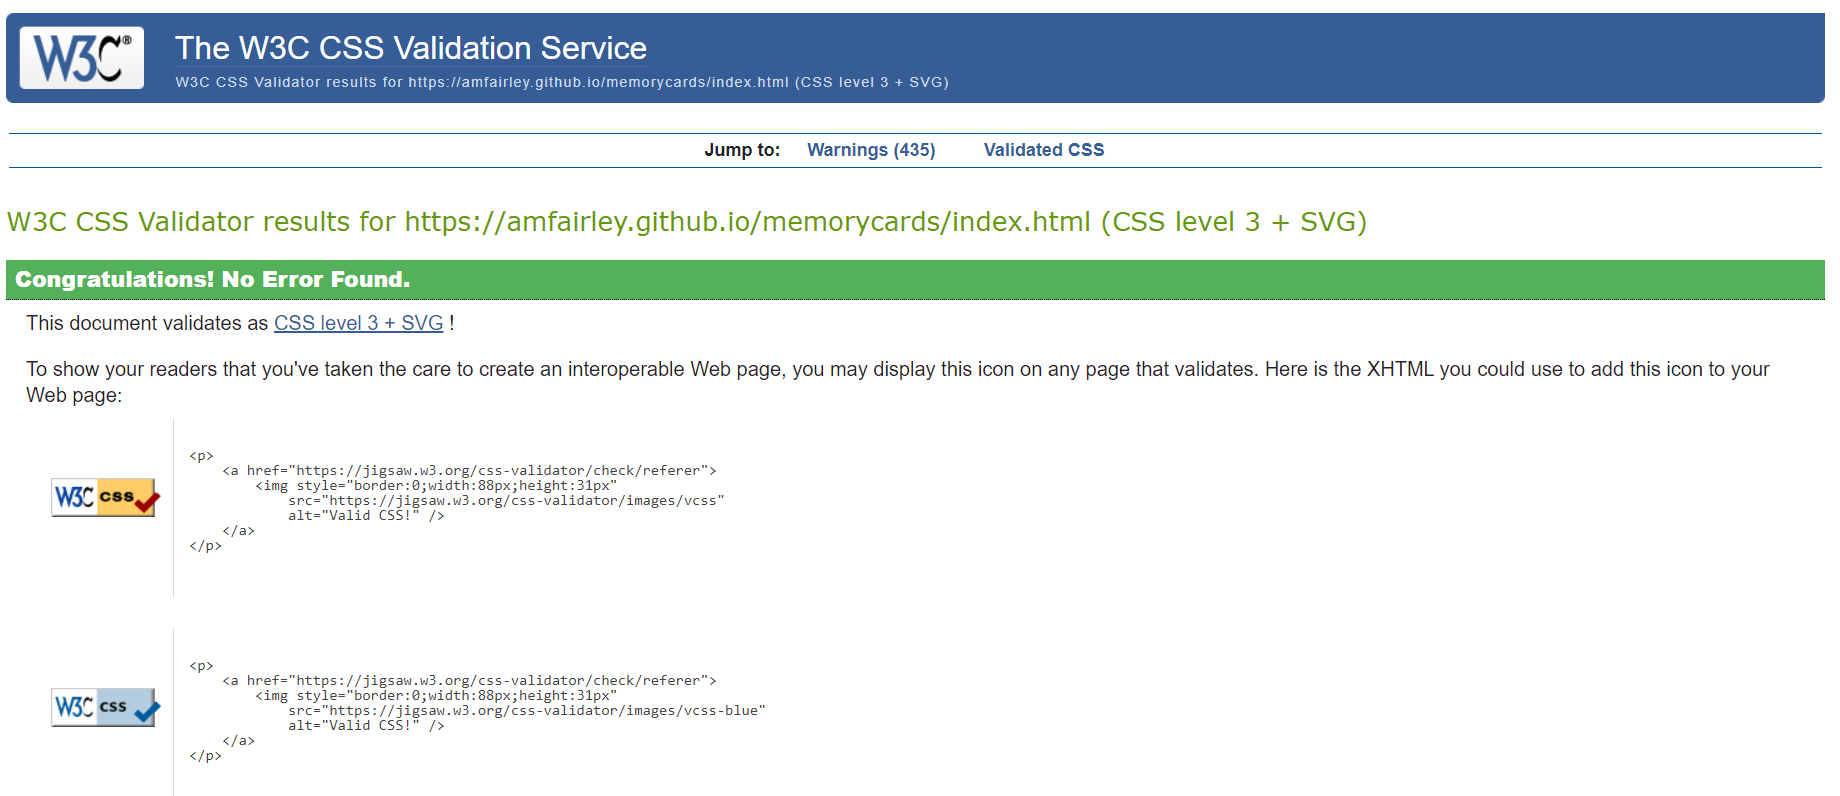 W3C®
The W3C CSS Validation Service
W3C CSS Validator results for https://amfairley.github.io/memorycards/index.html (CSS level 3 + SVG)
Jump to: Warnings (435) Validated CSS
W3C CSS Validator results for https://amfairley.github.io/memorycards/index.html (CSS level 3 + SVG)
Congratulations! No Error Found.
This document validates as CSS level 3 + SVG !
To show your readers that you've taken the care to create an interoperable Web page, you may display this icon on any page that validates. Here is the XHTML you could use to add this icon to your
Web page:
<p>
    <a href="https://jigsaw.w3.org/css-validator/check/referer">
        <img style="border:0;width:88px;height:31px"
            src="https://jigsaw.w3.org/css-validator/images/vcss"
            alt="Valid CSS!" />
    </a>
</p>
W3C css
<p>
    <a href="https://jigsaw.w3.org/css-validator/check/referer">
        <img style="border:0;width:88px;height:31px"
            src="https://jigsaw.w3.org/css-validator/images/vcss-blue"
            alt="Valid CSS!" />
    </a>
</p>
W3C css